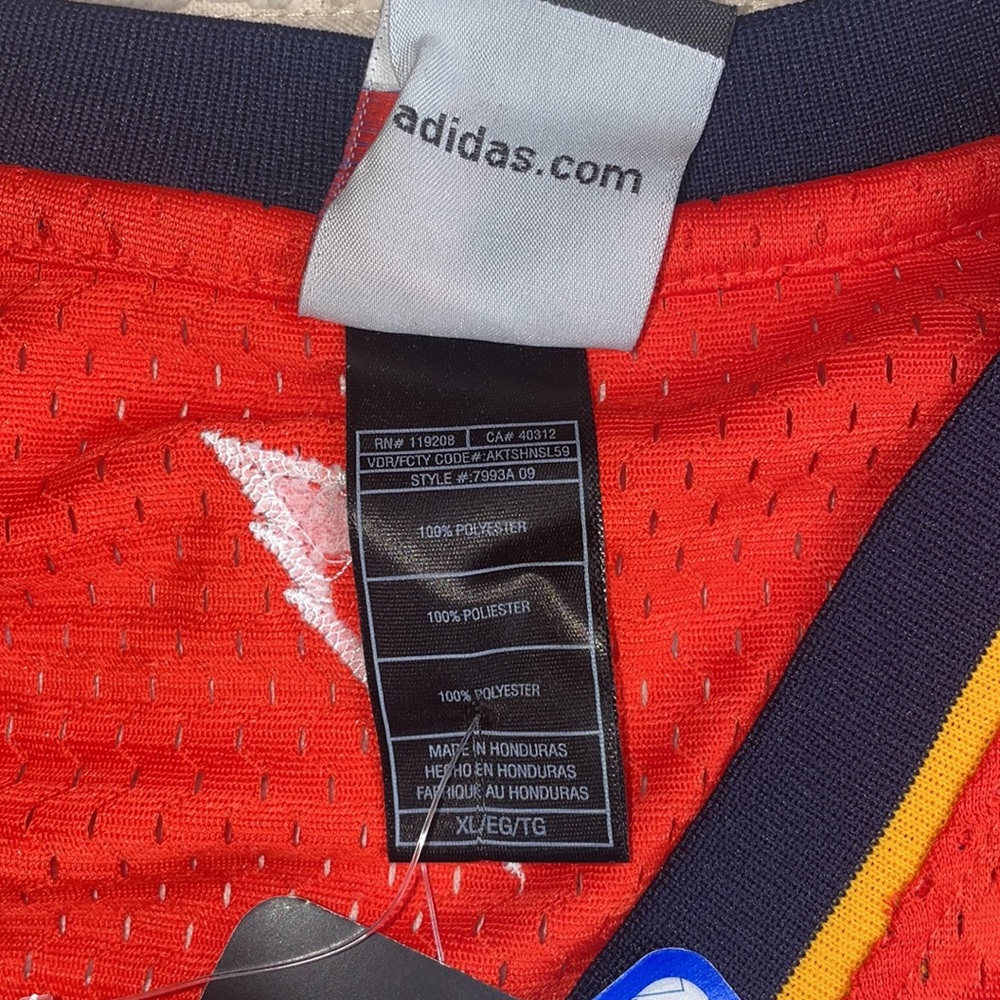 adidas.com
RN# 119208 CA# 40312
VDR/FCTY CODE#:AKTSHNSL59
STYLE #:7993A 09
100% POLYESTER
100% POLIESTER
100% POLYESTER
MADE IN HONDURAS
HECHO EN HONDURAS
FABRIQUE AU HONDURAS
XL/EG/TG